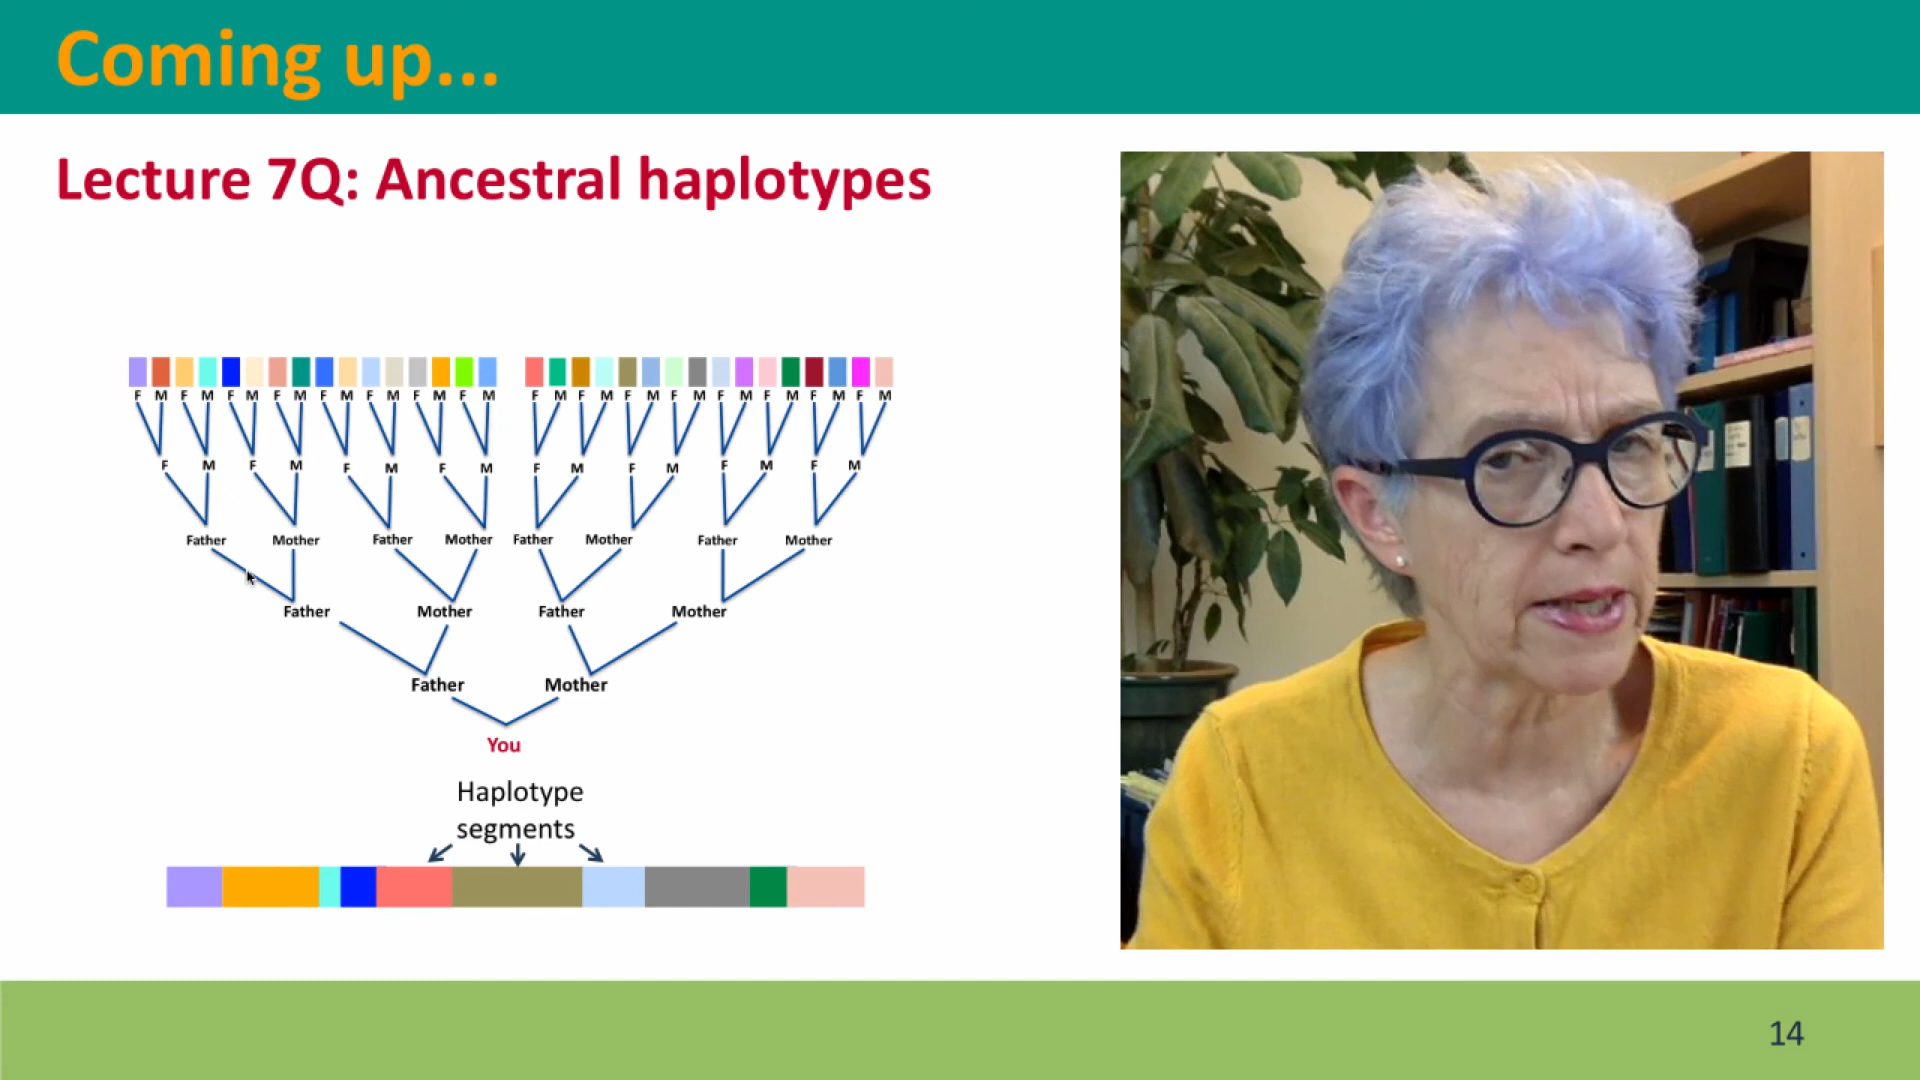 Coming up...
Lecture 7Q: Ancestral haplotypes
F M F M F M F M F M F M F M F M F M F M F M F M F M F M F M F M
F M F M F M F M F M F M F M F M
Father Mother Father Mother Father Mother Father Mother
Father Mother Father Mother
Father Mother
You
Haplotype
segments
14